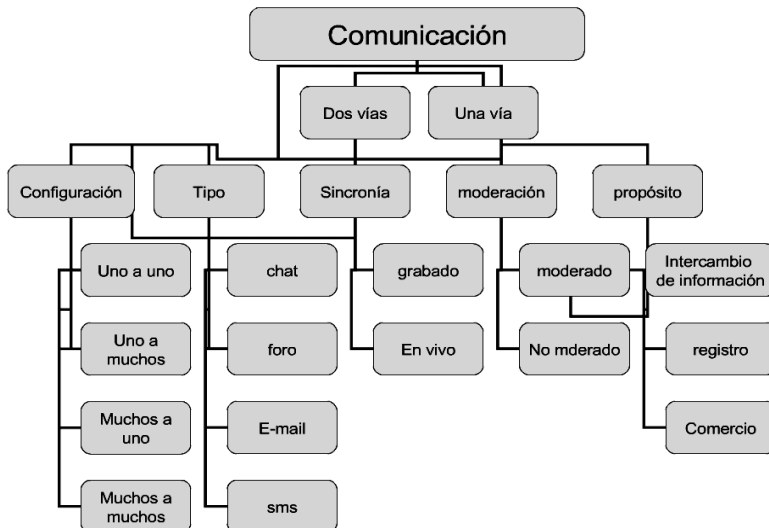 Comunicación
Dos vías
Una vía
Configuración
Tipo
Sincronía
moderación
propósito
Uno a uno
chat
grabado
moderado
Intercambio
de información
Uno a
muchos
foro
En vivo
No mderado
registro
Muchos a
uno
E-mail
Comercio
Muchos a
muchos
sms